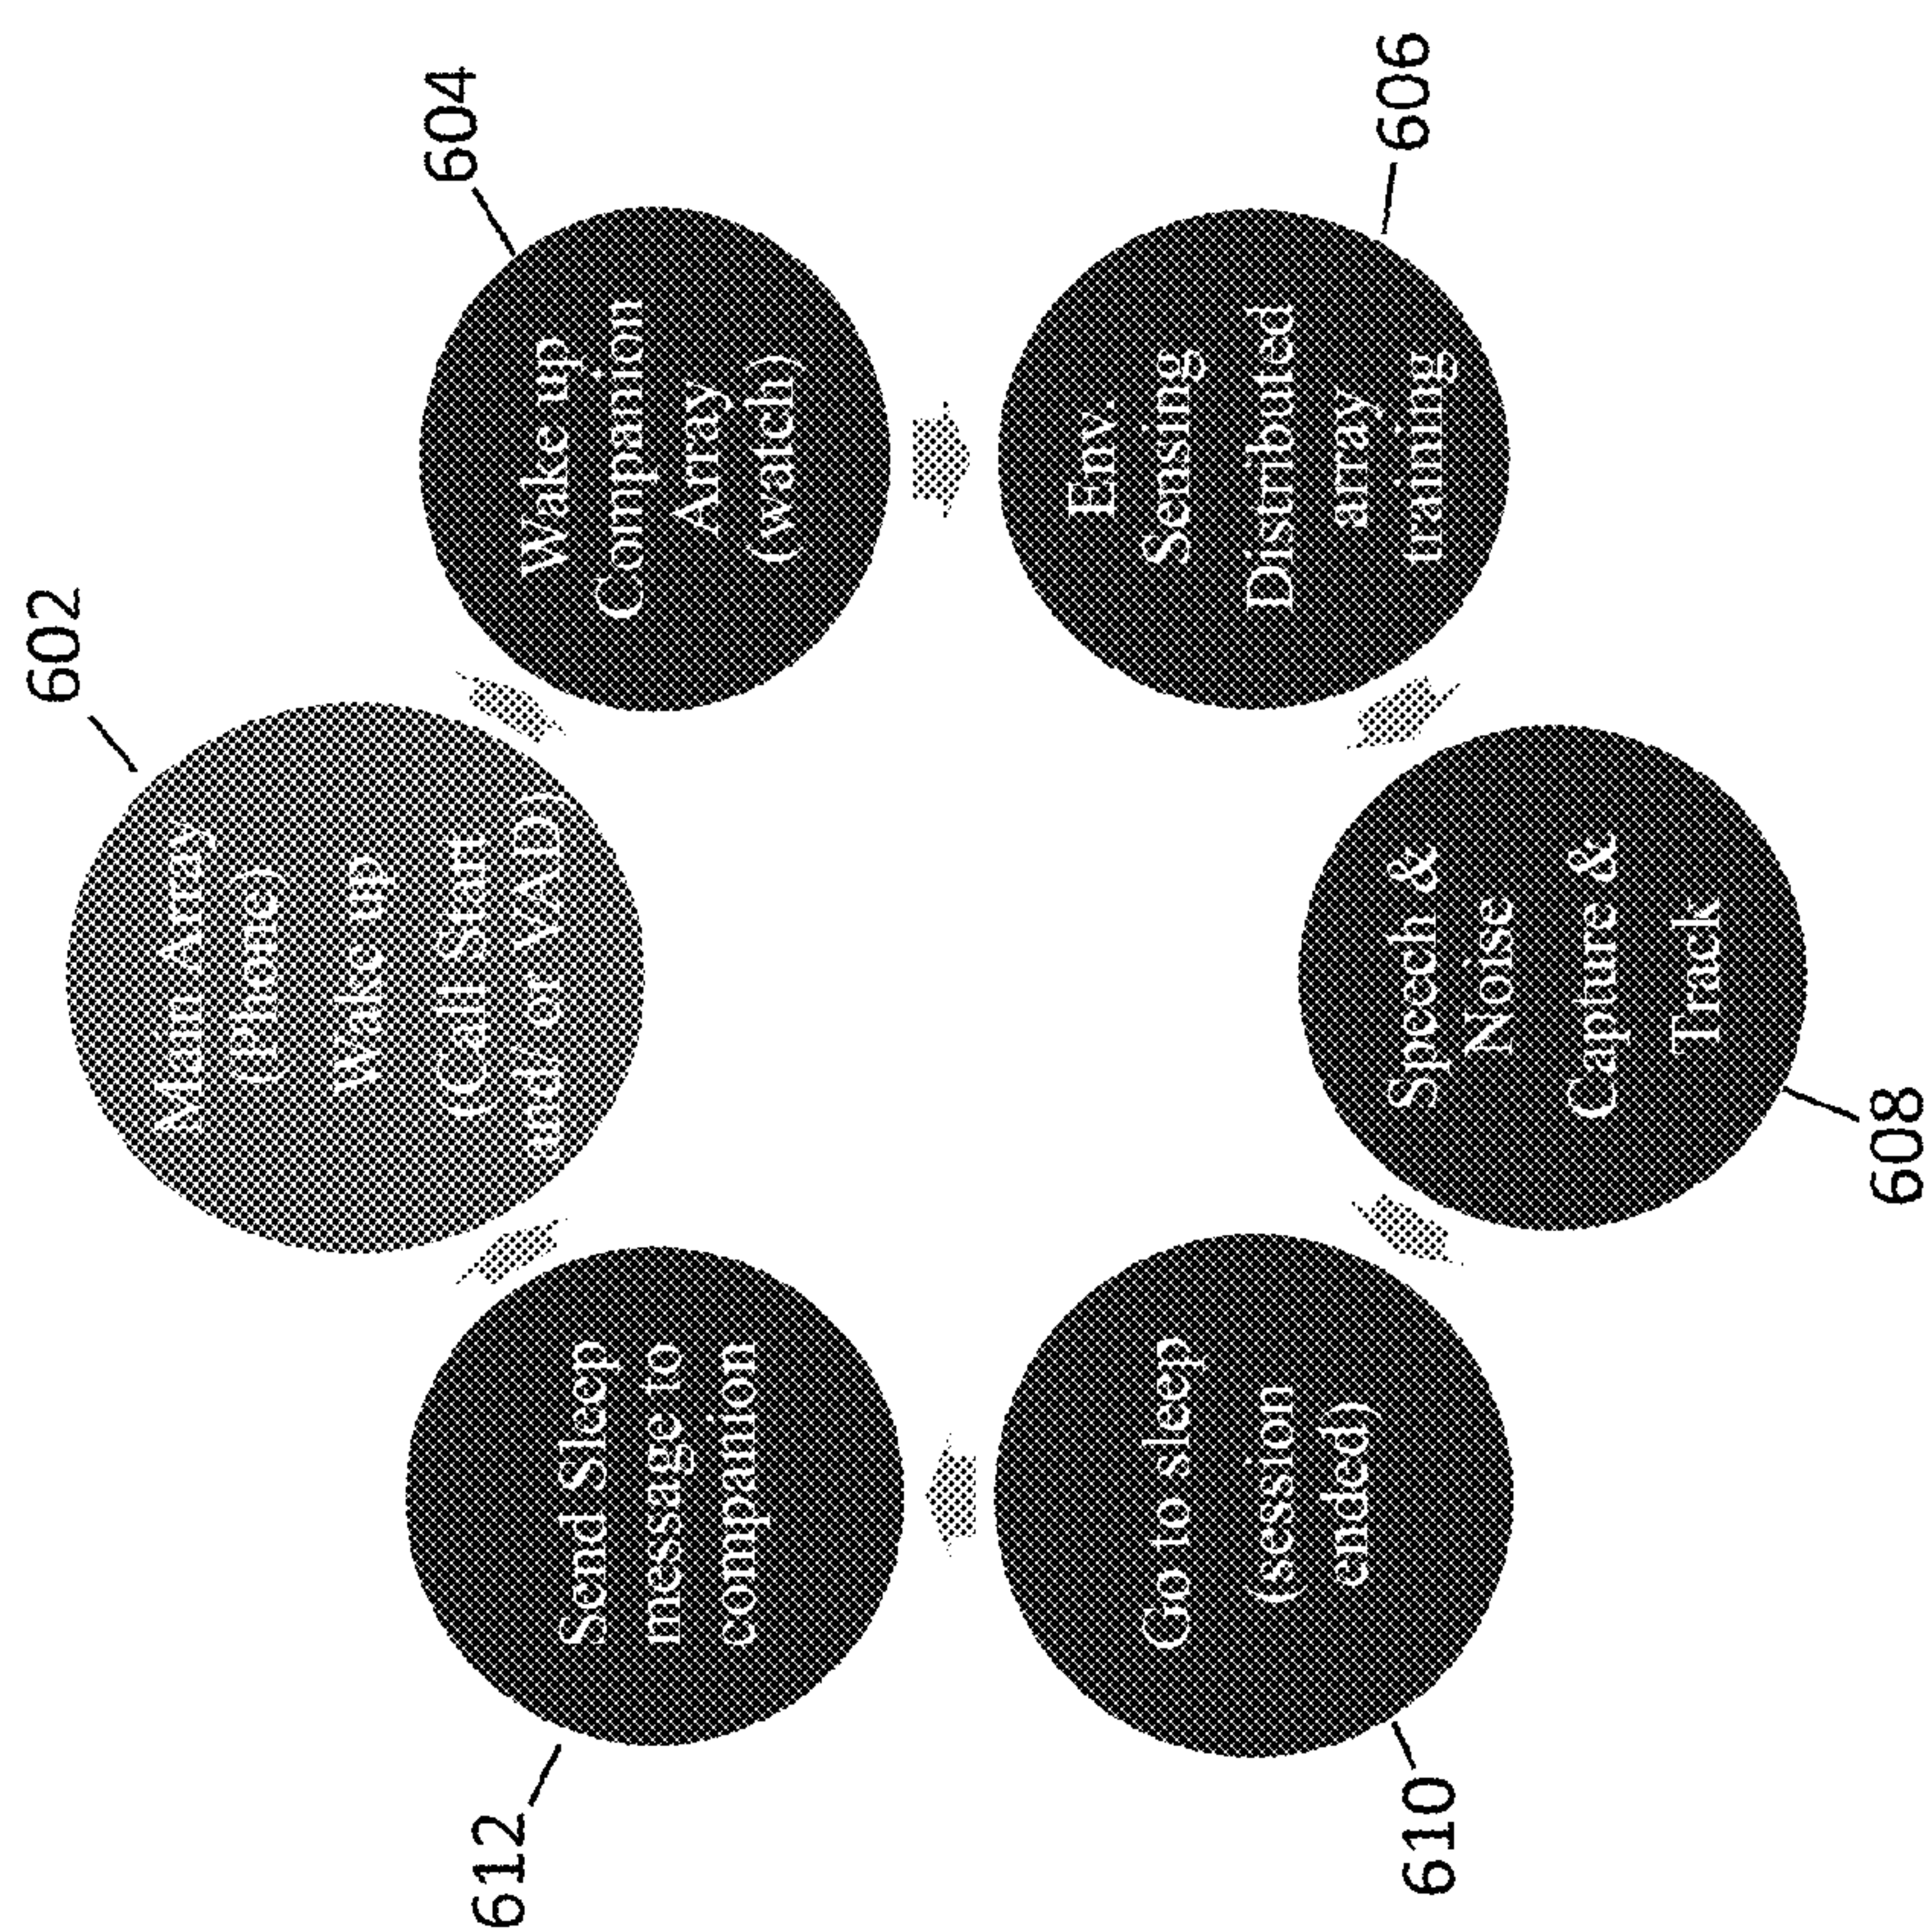 602
Main Array
(Phone)
Wake up
(Call Start
and/ or VAD)
604
Wake up
Companion
Array
(watch)
606
Env.
Sensing
Distributed
array
training
608
Speech &
Noise
Capture &
Track
610
Go to sleep
(session
ended)
612
Send Sleep
message to
companion